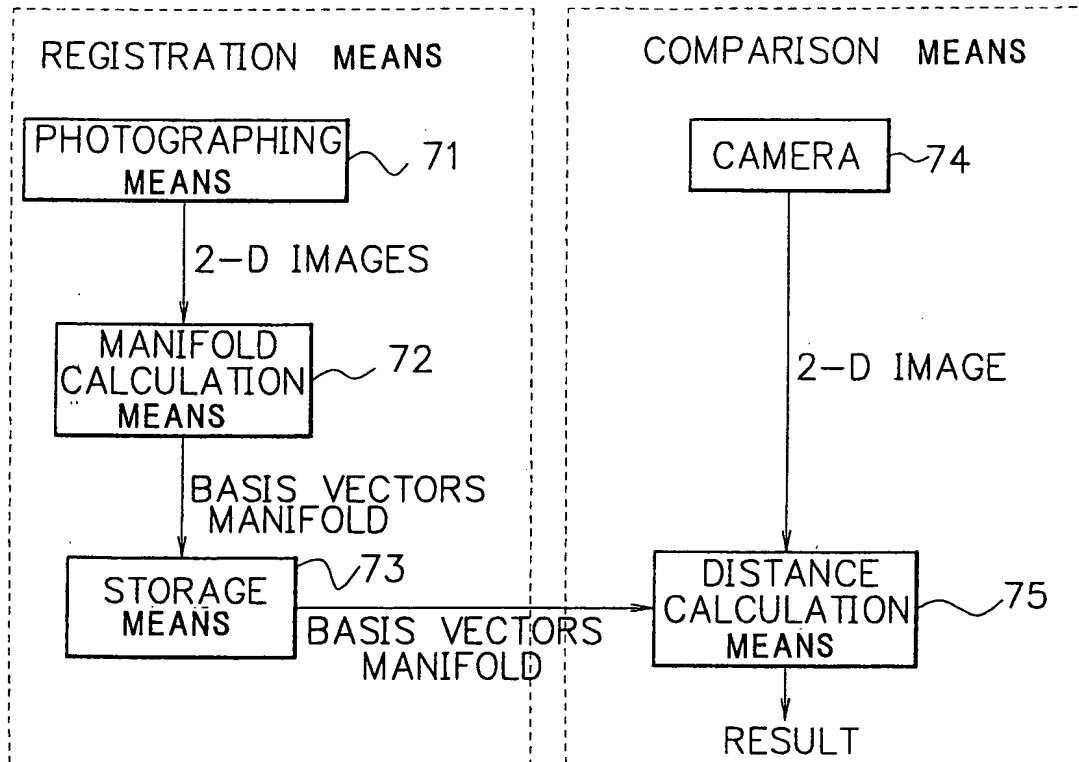 REGISTRATION MEANS
PHOTOGRAPHING
MEANS
71
2-D IMAGES
MANIFOLD
CALCULATION
MEANS
72
BASIS VECTORS
MANIFOLD
STORAGE
MEANS
73
BASIS VECTORS
MANIFOLD
COMPARISON MEANS
CAMERA
74
2-D IMAGE
DISTANCE
CALCULATION
MEANS
75
RESULT